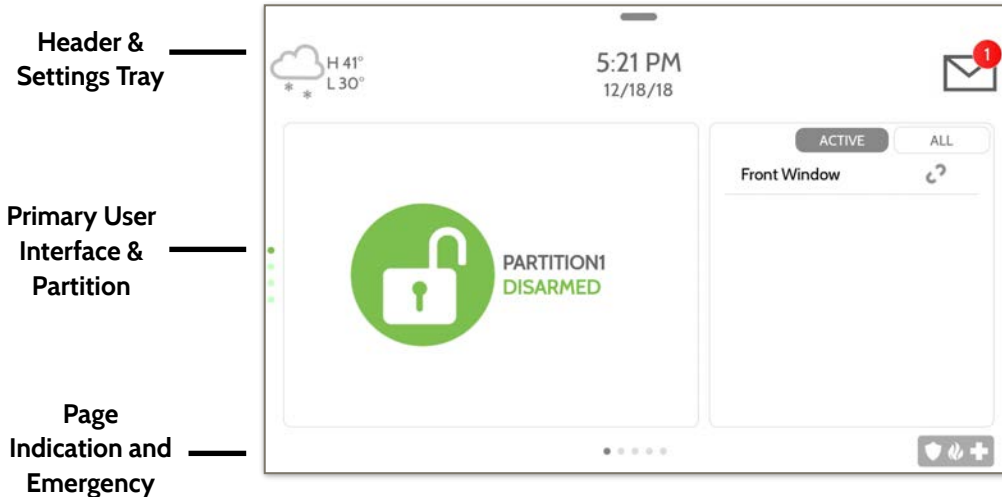 Header &
Settings Tray
H 41°
L 30°
5:21 PM
12/18/18
1
ACTIVE
ALL
Front Window
Primary User
Interface &
Partition
PARTITION1
DISARMED
Page
Indication and
Emergency